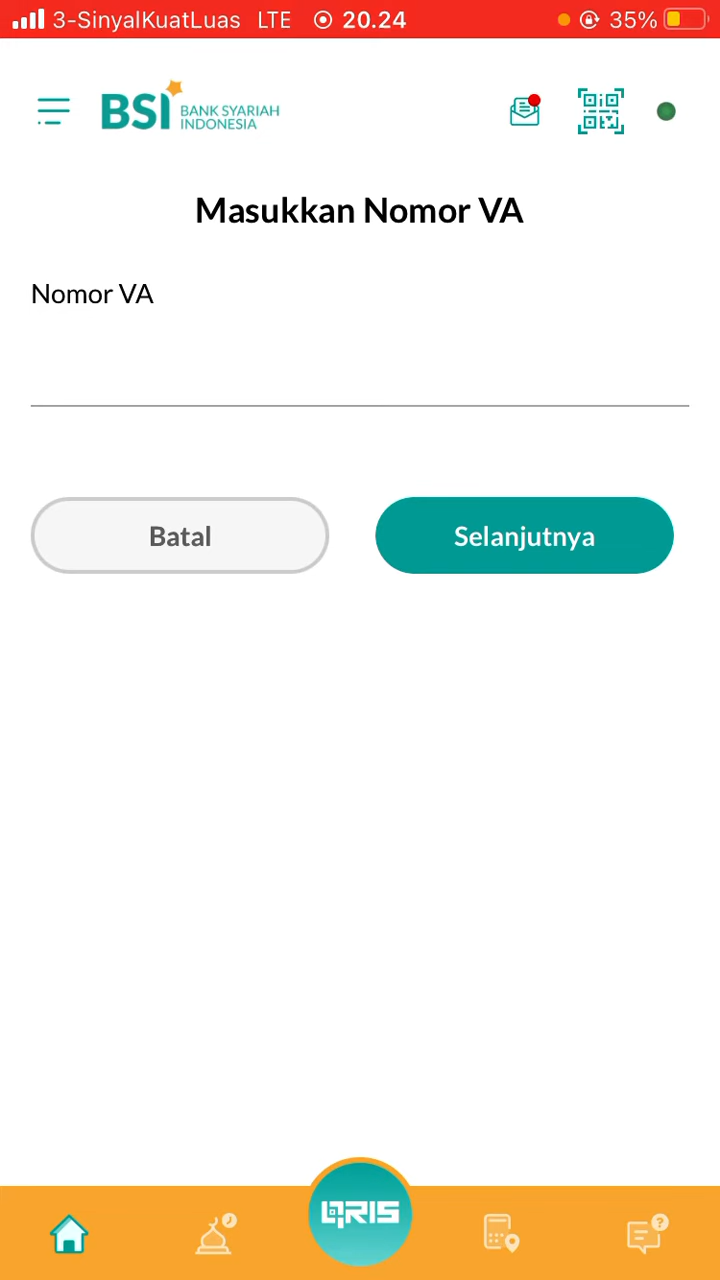 3-SinyalKuatLuas LTE 20.24 35%
BSI BANK SYARIAH
INDONESIA
Masukkan Nomor VA
Nomor VA
Batal Selanjutnya
QRIS
?